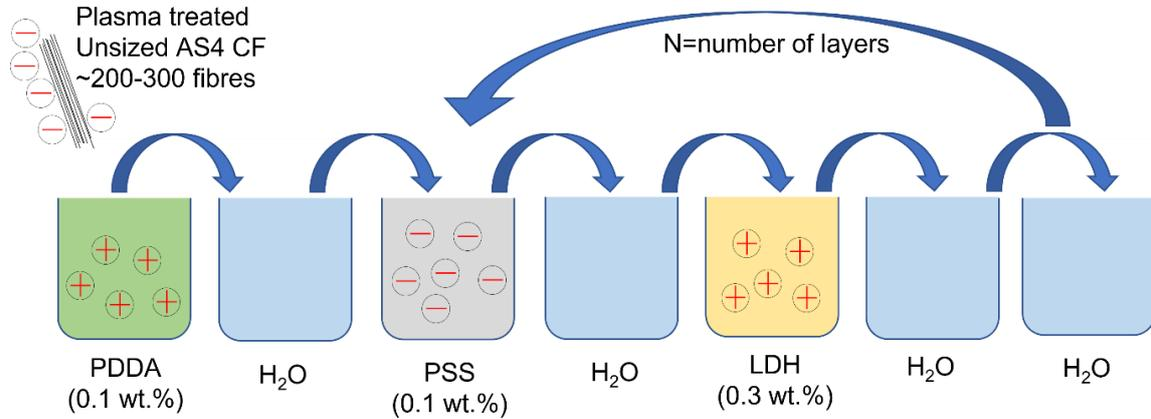 Plasma treated
Unsized AS4 CF
~200-300 fibres
N=number of layers
PDDA
(0.1 wt.%)
H₂O
PSS
(0.1 wt.%)
H₂O
LDH
(0.3 wt.%)
H₂O
H₂O